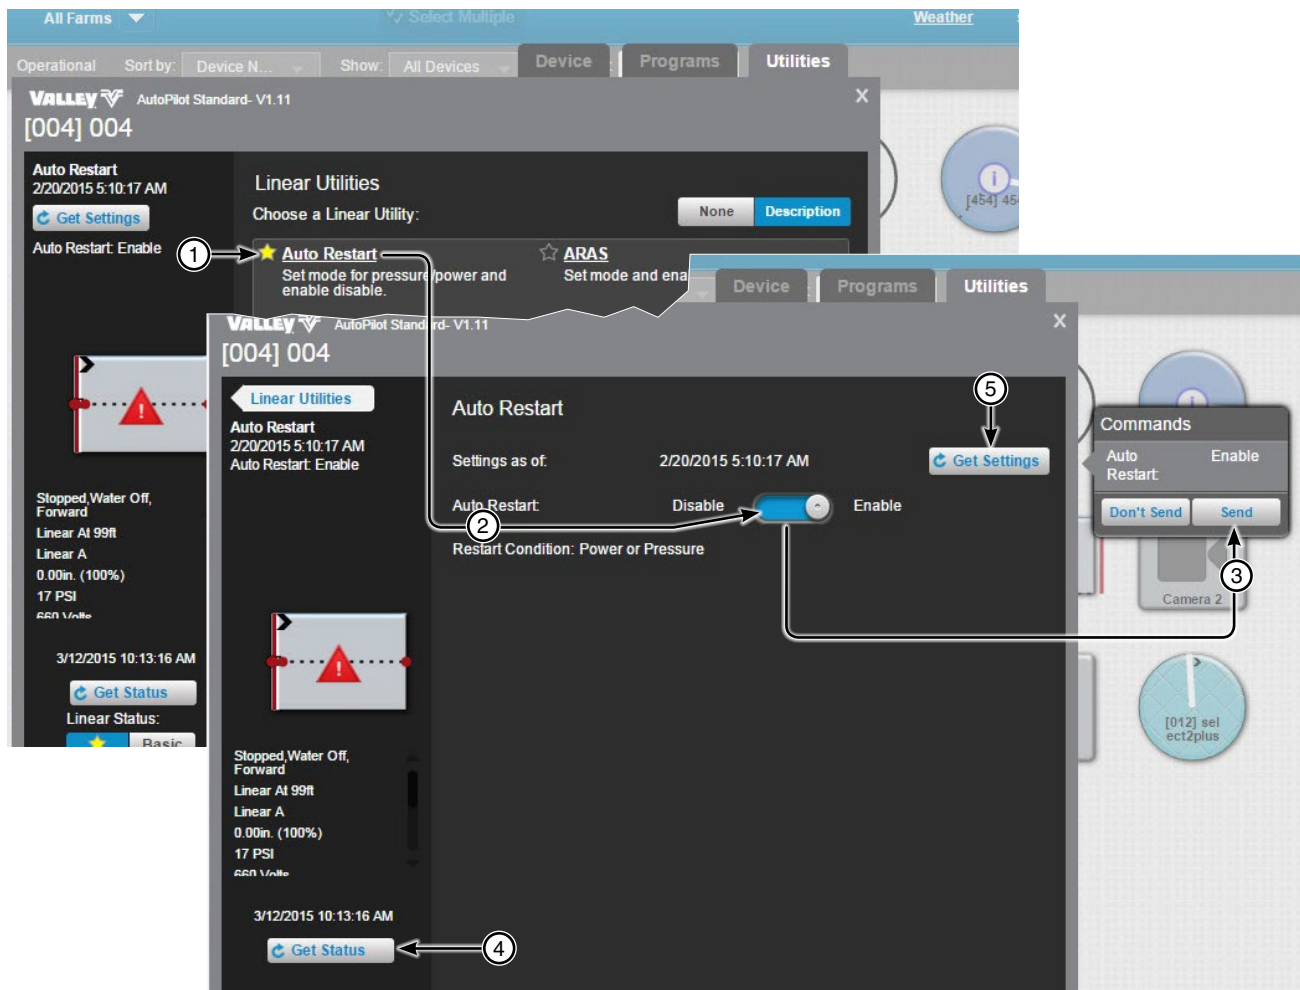 All Farms
Select Multiple
Weather
Operational Sort by: Device N... Show: All Devices
Device Programs Utilities
VALLEY AutoPilot Standard- V1.11 X
[004] 004
Auto Restart
2/20/2015 5:10:17 AM
Get Settings
Auto Restart: Enable
Linear Utilities
Choose a Linear Utility:
None Description
1
Auto Restart
Set mode for pressure/power and
enable disable.
ARAS
Set mode and ena
[454] 45
i
Stopped,Water Off,
Forward
Linear At 99ft
Linear A
0.00in. (100%)
17 PSI
660 Volts
3/12/2015 10:13:16 AM
Get Status
Linear Status:
Basic
Device Programs Utilities
VALLEY AutoPilot Standard- V1.11 X
[004] 004
Linear Utilities
Auto Restart
2/20/2015 5:10:17 AM
Auto Restart: Enable
Auto Restart
5
Settings as of: 2/20/2015 5:10:17 AM Get Settings
Auto Restart: Disable Enable
2
Restart Condition: Power or Pressure
Commands
Auto Enable
Restart:
Don't Send Send
3
Camera 2
[012] sel
ect2plus
Stopped,Water Off,
Forward
Linear At 99ft
Linear A
0.00in. (100%)
17 PSI
660 Volts
3/12/2015 10:13:16 AM
Get Status
4